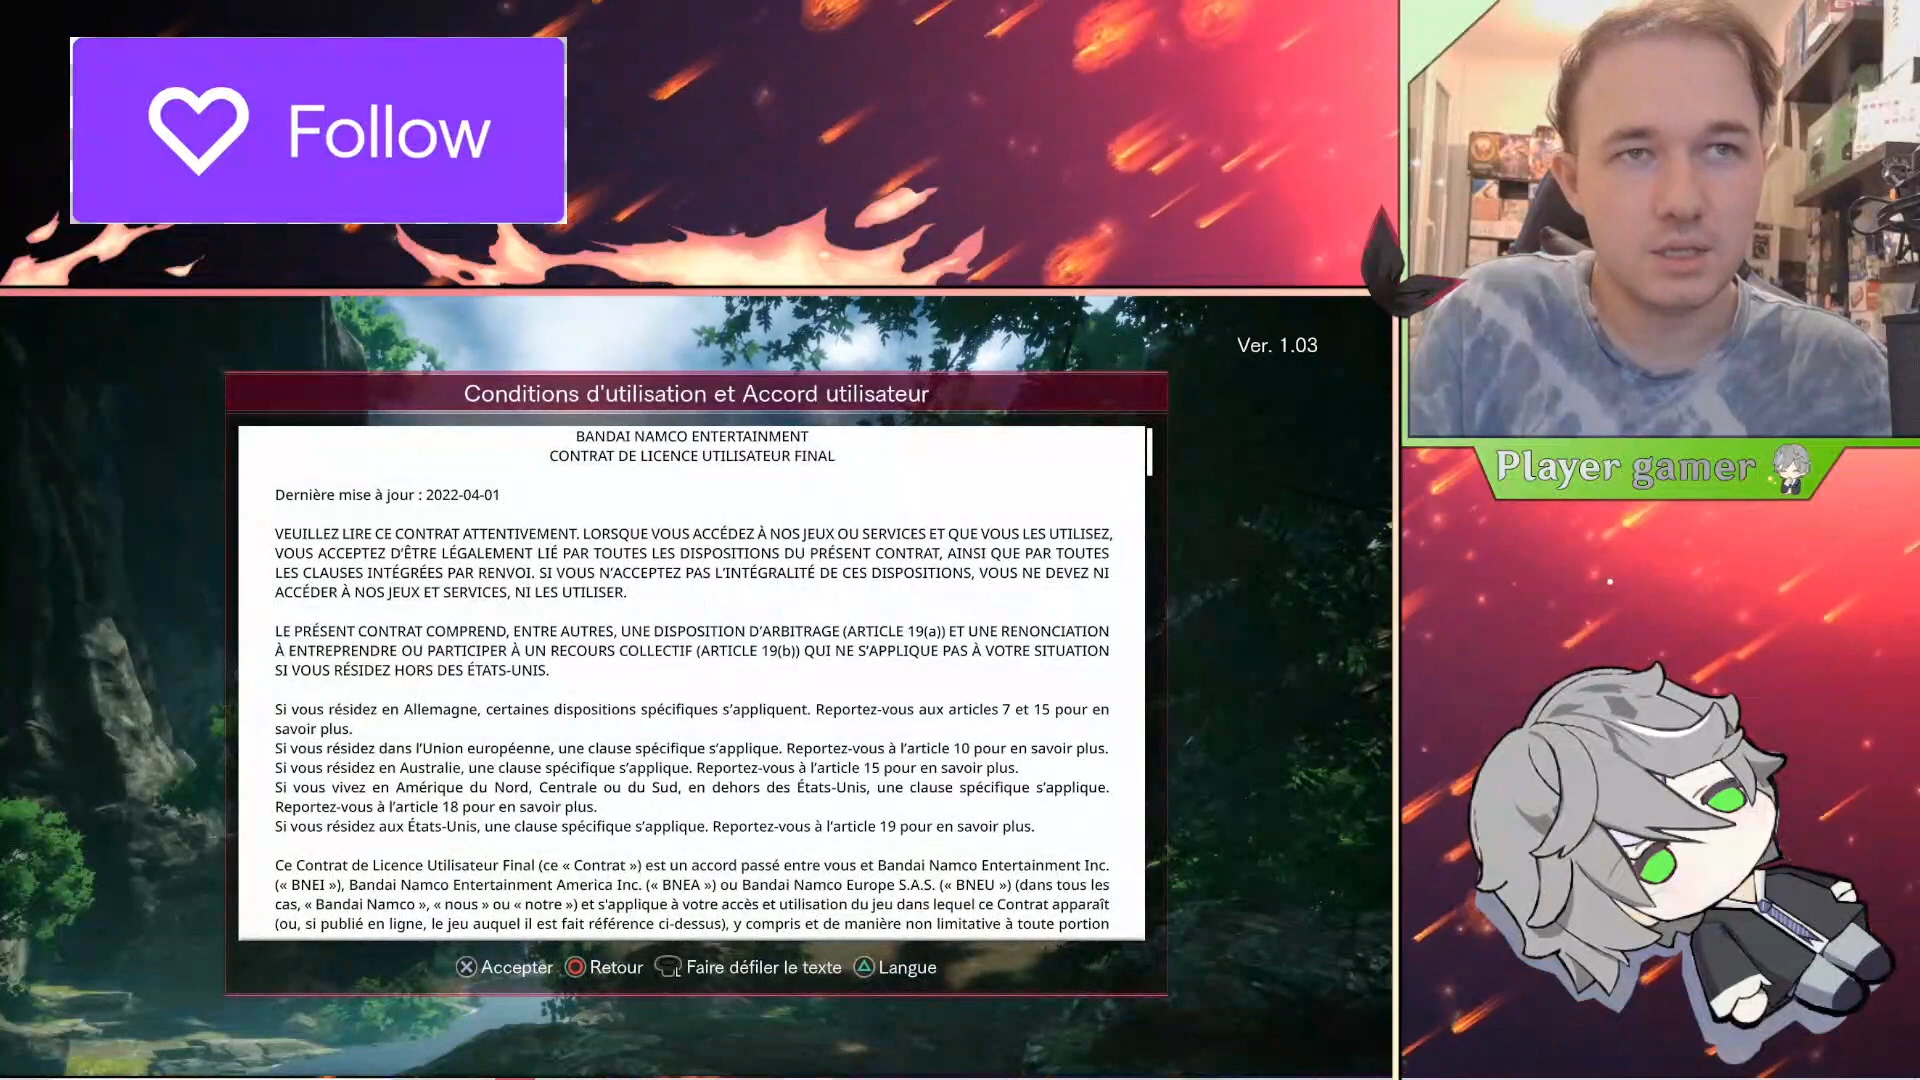 Follow
Ver. 1.03
Conditions d'utilisation et Accord utilisateur
BANDAI NAMCO ENTERTAINMENT
CONTRAT DE LICENCE UTILISATEUR FINAL
Dernière mise à jour : 2022-04-01
VEUILLEZ LIRE CE CONTRAT ATTENTIVEMENT. LORSQUE VOUS ACCÉDEZ À NOS JEUX OU SERVICES ET QUE VOUS LES UTILISEZ,
VOUS ACCEPTEZ D’ÊTRE LÉGALEMENT LIÉ PAR TOUTES LES DISPOSITIONS DU PRÉSENT CONTRAT, AINSI QUE PAR TOUTES
LES CLAUSES INTÉGRÉES PAR RENVOI. SI VOUS N’ACCEPTEZ PAS L’INTÉGRALITÉ DE CES DISPOSITIONS, VOUS NE DEVEZ NI
ACCÉDER À NOS JEUX ET SERVICES, NI LES UTILISER.
LE PRÉSENT CONTRAT COMPREND, ENTRE AUTRES, UNE DISPOSITION D’ARBITRAGE (ARTICLE 19(a)) ET UNE RENONCIATION
À ENTREPRENDRE OU PARTICIPER À UN RECOURS COLLECTIF (ARTICLE 19(b)) QUI NE S’APPLIQUE PAS À VOTRE SITUATION
SI VOUS RÉSIDEZ HORS DES ÉTATS-UNIS.
Si vous résidez en Allemagne, certaines dispositions spécifiques s’appliquent. Reportez-vous aux articles 7 et 15 pour en
savoir plus.
Si vous résidez dans l’Union européenne, une clause spécifique s’applique. Reportez-vous à l’article 10 pour en savoir plus.
Si vous résidez en Australie, une clause spécifique s’applique. Reportez-vous à l’article 15 pour en savoir plus.
Si vous vivez en Amérique du Nord, Centrale ou du Sud, en dehors des États-Unis, une clause spécifique s’applique.
Reportez-vous à l’article 18 pour en savoir plus.
Si vous résidez aux États-Unis, une clause spécifique s’applique. Reportez-vous à l’article 19 pour en savoir plus.
Ce Contrat de Licence Utilisateur Final (ce « Contrat ») est un accord passé entre vous et Bandai Namco Entertainment Inc.
(« BNEI »), Bandai Namco Entertainment America Inc. (« BNEA ») ou Bandai Namco Europe S.A.S. (« BNEU ») (dans tous les
cas, « Bandai Namco », « nous » ou « notre ») et s'applique à votre accès et utilisation du jeu dans lequel ce Contrat apparaît
(ou, si publié en ligne, le jeu auquel il est fait référence ci-dessus), y compris et de manière non limitative à toute portion
Accepter Retour Faire défiler le texte Langue
Player gamer